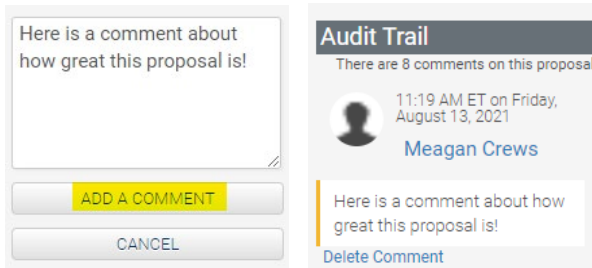 Here is a comment about
how great this proposal is!
ADD A COMMENT
CANCEL
Audit Trail
There are 8 comments on this proposal
11:19 AM ET on Friday,
August 13, 2021
Meagan Crews
Here is a comment about how
great this proposal is!
Delete Comment